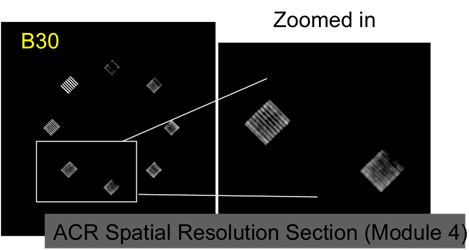 Zoomed in
B30
ACR Spatial Resolution Section (Module 4)